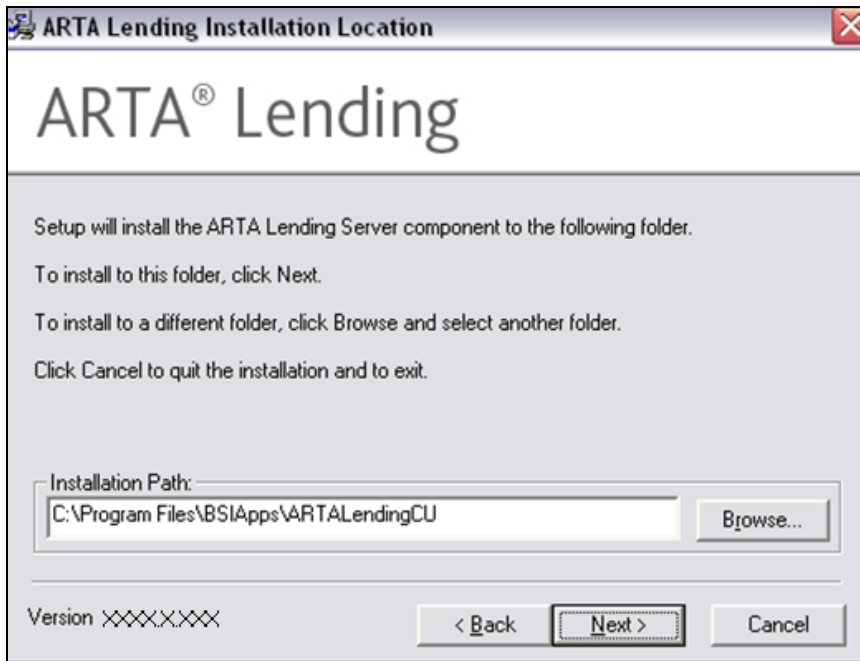 ARTA Lending Installation Location
ARTA® Lending
Setup will install the ARTA Lending Server component to the following folder.
To install to this folder, click Next.
To install to a different folder, click Browse and select another folder.
Click Cancel to quit the installation and to exit.
Installation Path:
C:\Program Files\BSIApps\ARTALendingCU
Browse...
Version XXXX.X.XXX
< Back
Next >
Cancel